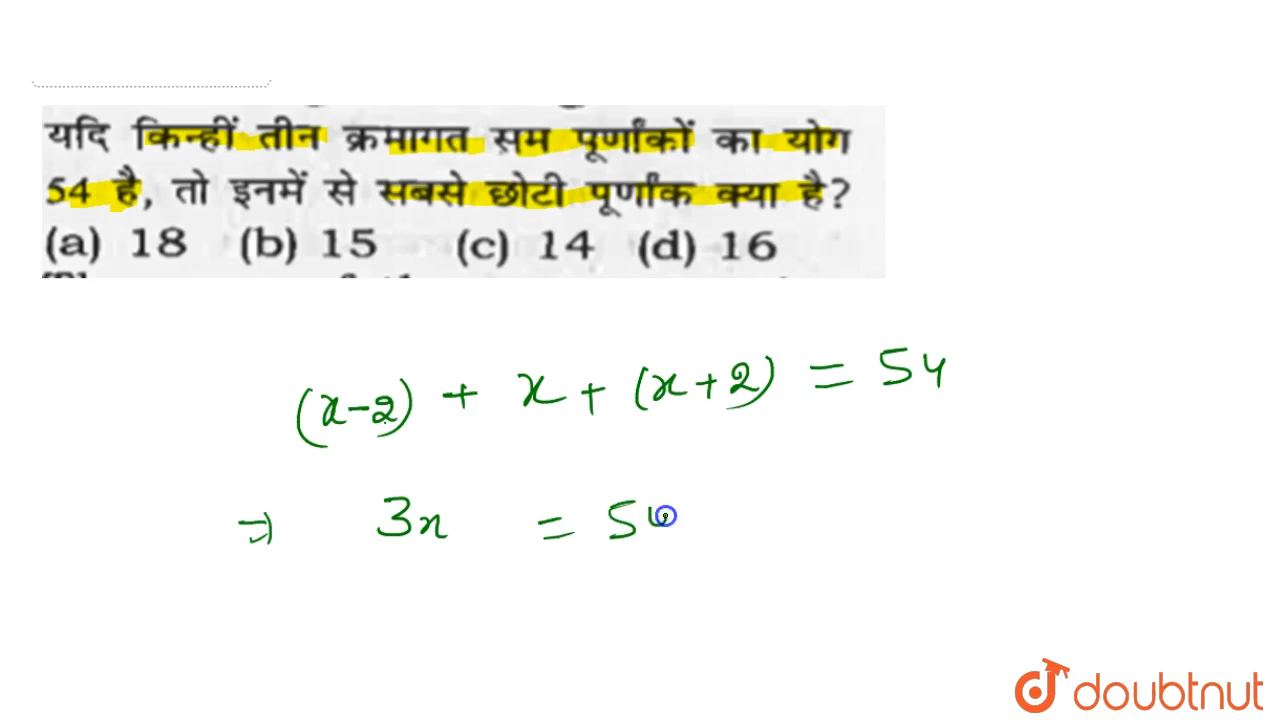 यदि किन्हीं तीन क्रमागत सम पूर्णांकों का योग
54 है, तो इनमें से सबसे छोटी पूर्णांक क्या है?
(a) 18 (b) 15 (c) 14 (d) 16
(x-2) + x + (x+2) = 54
⇒ 3x = 54
doubtnut